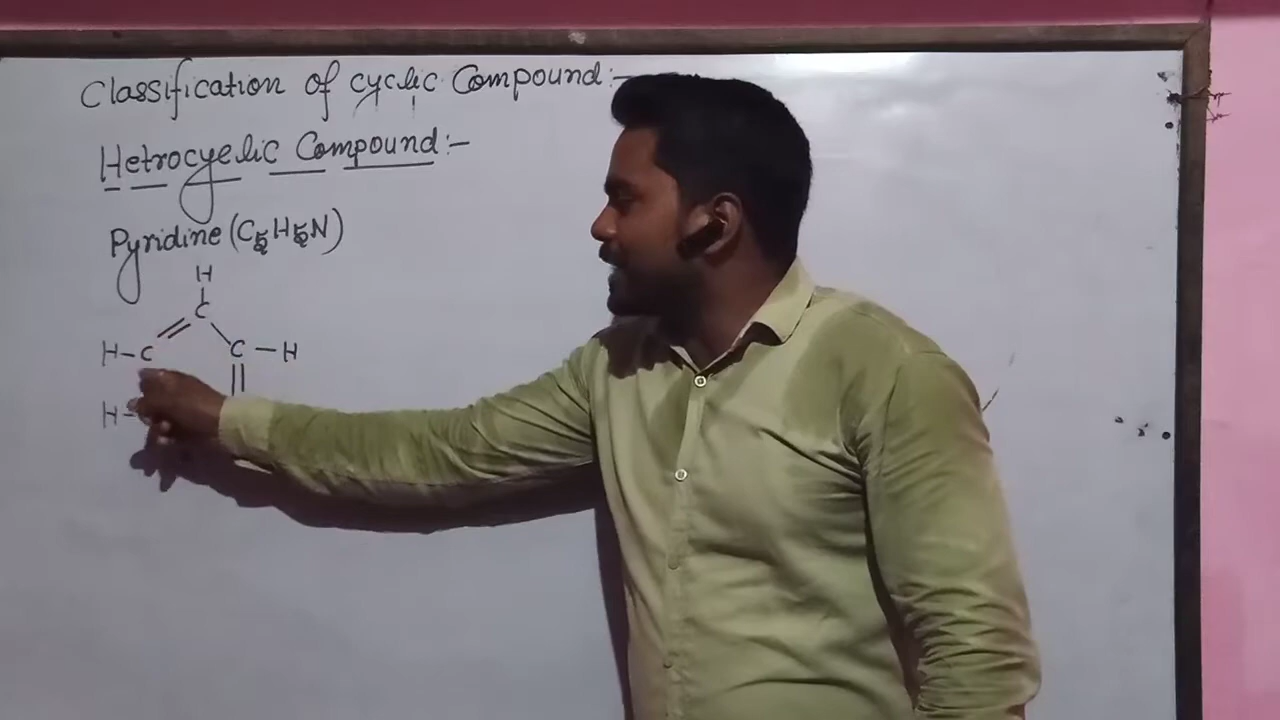 Classification of cyclic Compound:-
Hetrocyclic Compound:-
Pyridine (C5H5N)
H
C
H-C C-H
H-